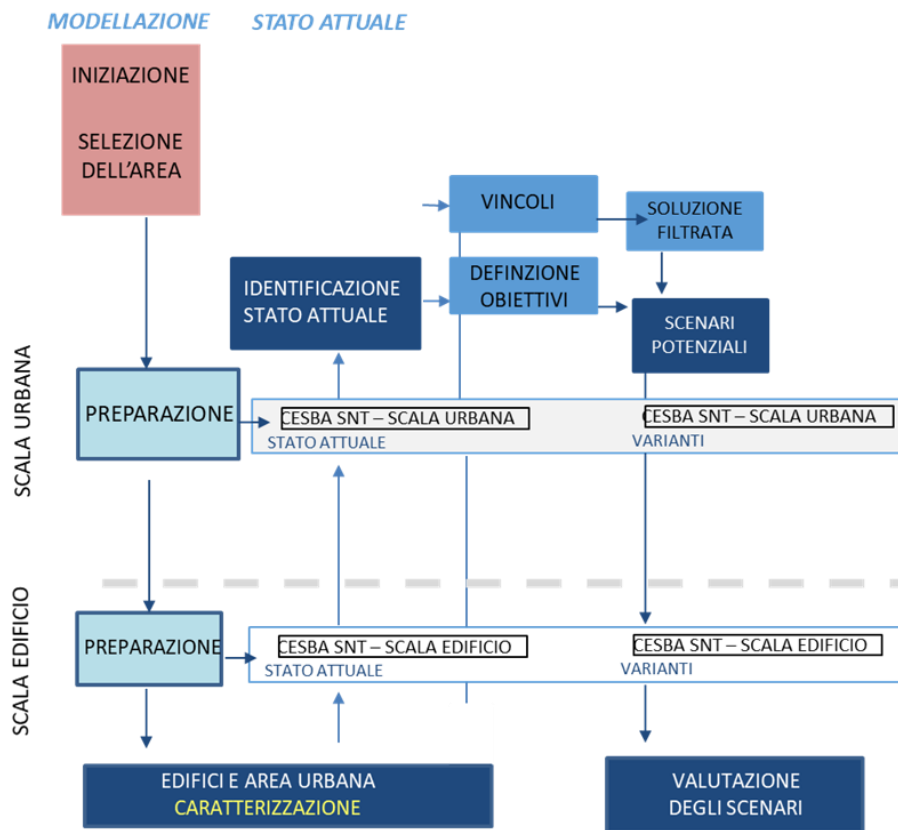 MODELLAZIONE
STATO ATTUALE
INIZIAZIONE
SELEZIONE
DELL'AREA
VINCOLI
SOLUZIONE
FILTRATA
IDENTIFICAZIONE
STATO ATTUALE
DEFINZIONE
OBIETTIVI
SCENARI
POTENZIALI
SCALA URBANA
PREPARAZIONE
CESBA SNT – SCALA URBANA
STATO ATTUALE
CESBA SNT – SCALA URBANA
VARIANTI
SCALA EDIFICIO
PREPARAZIONE
CESBA SNT – SCALA EDIFICIO
STATO ATTUALE
CESBA SNT – SCALA EDIFICIO
VARIANTI
EDIFICI E AREA URBANA
CARATTERIZZAZIONE
VALUTAZIONE
DEGLI SCENARI